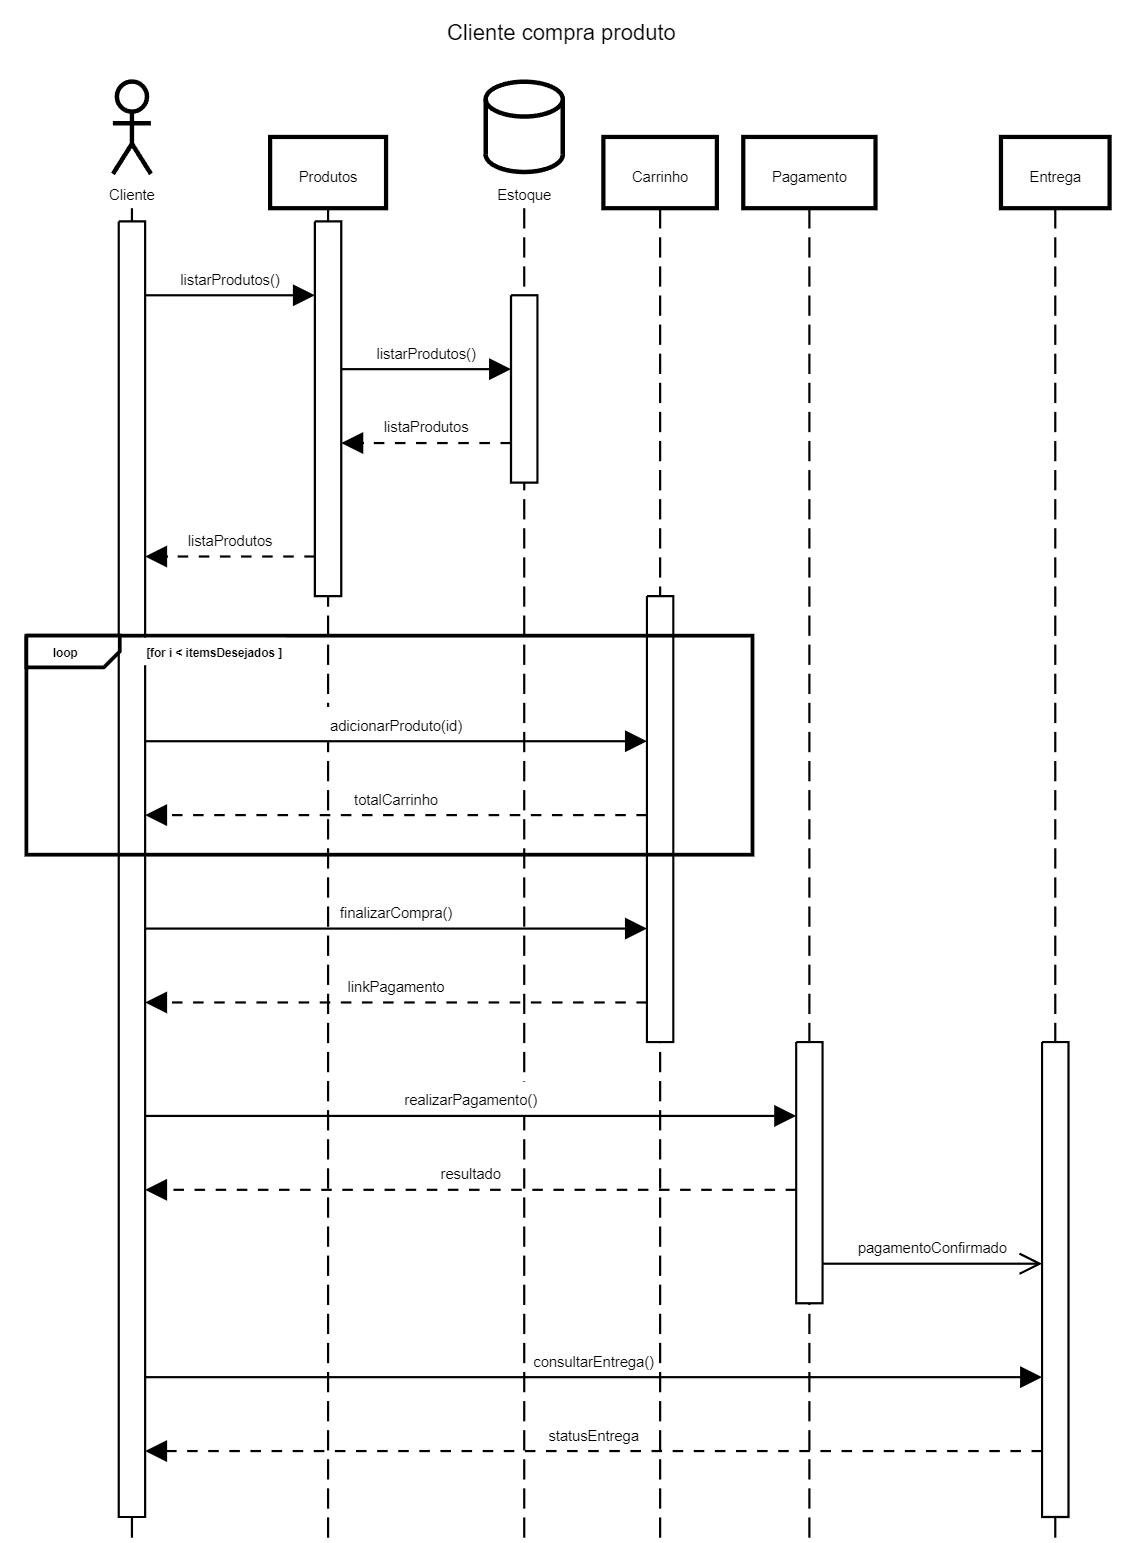 Cliente compra produto
Cliente
Produtos
Estoque
Carrinho
Pagamento
Entrega
listarProdutos()
listarProdutos()
listaProdutos
listaProdutos
loop
[for i < itemsDesejados ]
adicionarProduto(id)
totalCarrinho
finalizarCompra()
linkPagamento
realizarPagamento()
resultado
pagamentoConfirmado
consultarEntrega()
statusEntrega